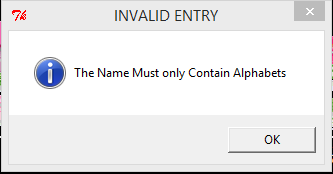 INVALID ENTRY
The Name Must only Contain Alphabets
OK